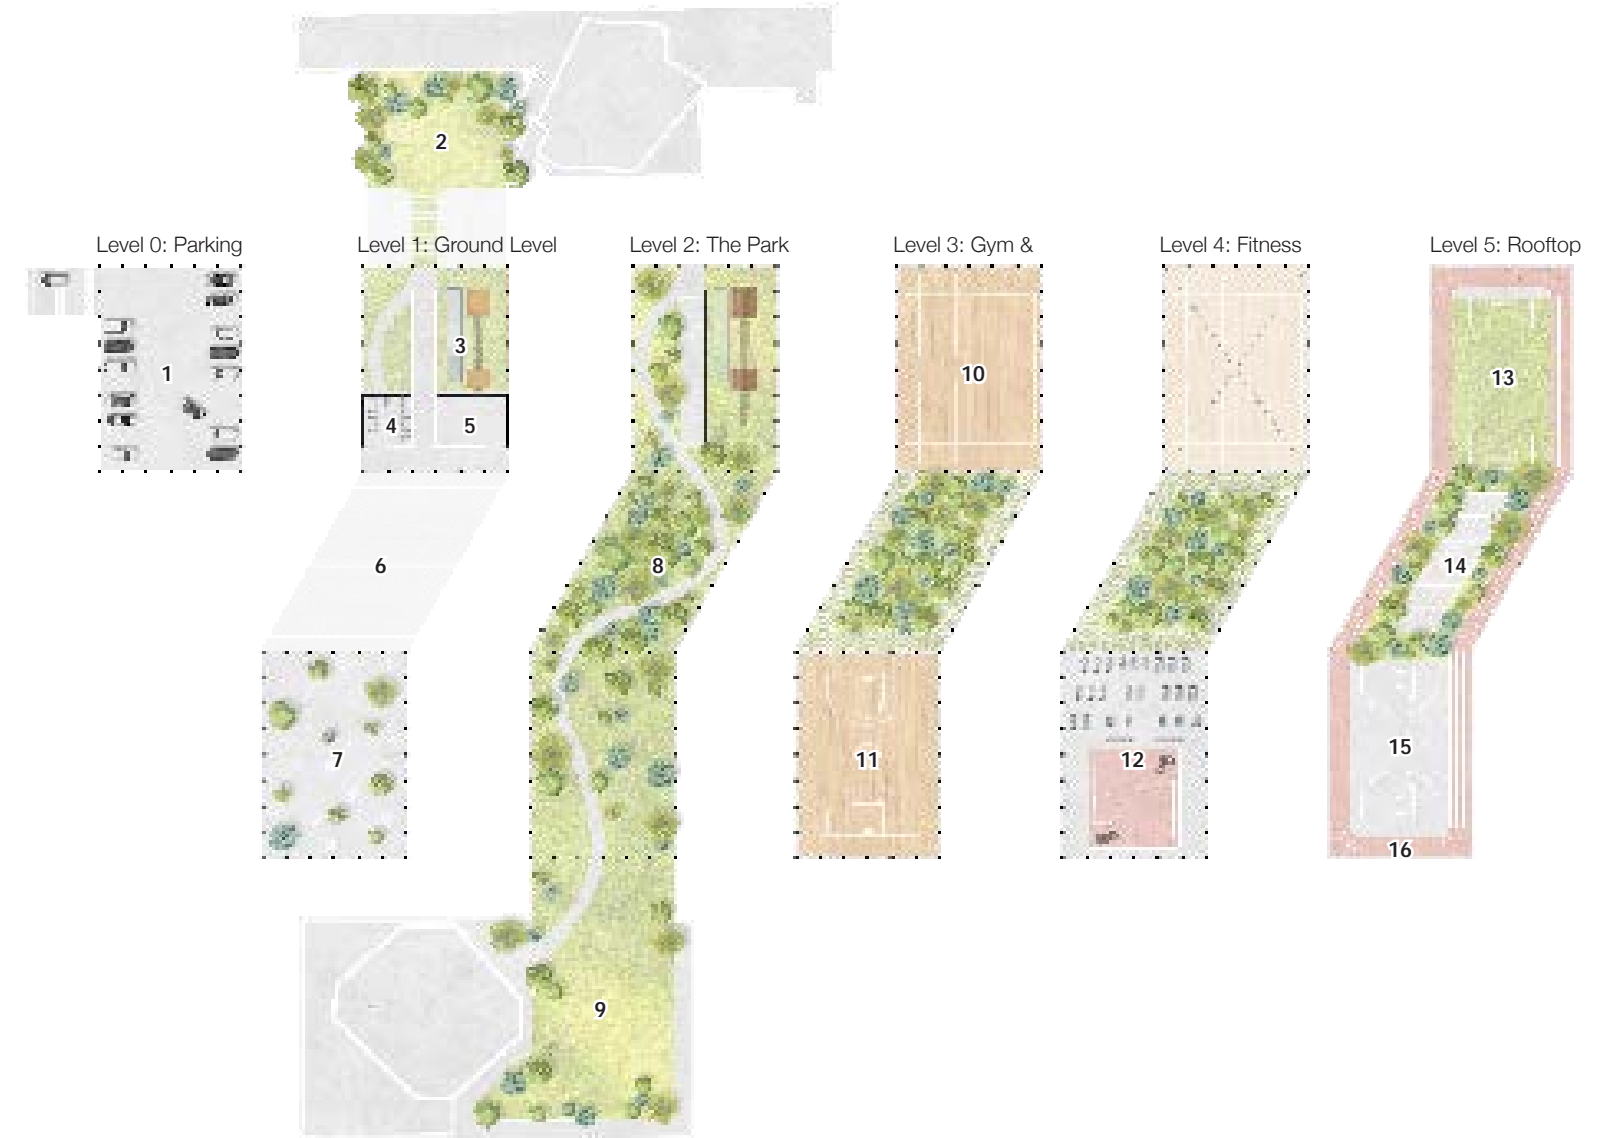 2
Level 0: Parking
Level 1: Ground Level
Level 2: The Park
Level 3: Gym &
Level 4: Fitness
Level 5: Rooftop
1
3
4
5
10
13
6
8
14
7
11
12
15
16
9